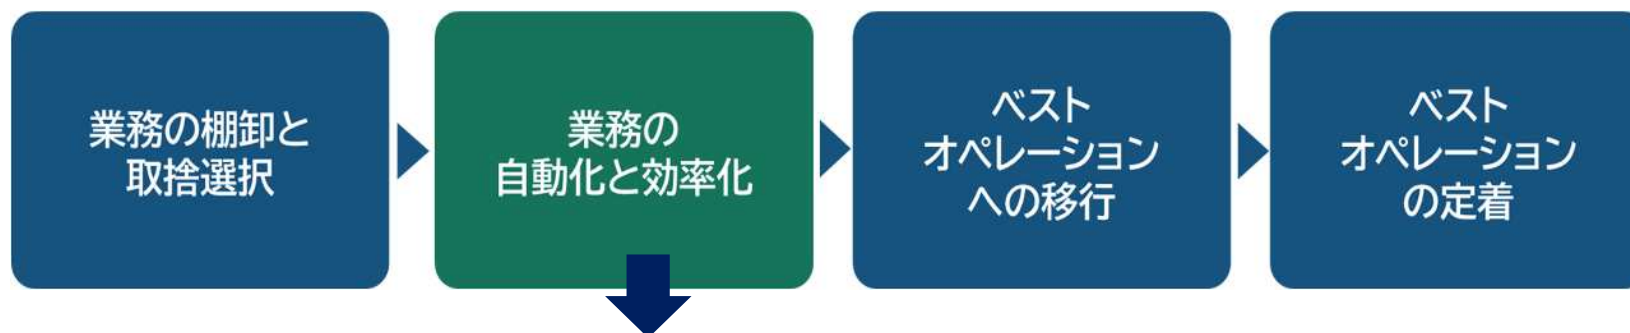 業務の棚卸と
取捨選択
業務の
自動化と効率化
ベスト
オペレーション
への移行
ベスト
オペレーション
の定着